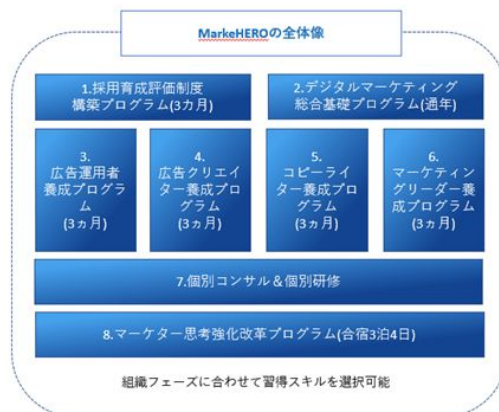 MarkeHEROの全体像
1.採用育成評価制度
構築プログラム(3カ月)
2.デジタルマーケティング
総合基礎プログラム(通年)
3.
広告運用者
養成プログラ
ム
(3ヵ月)
4.
広告クリエイ
ター養成プロ
グラム
(3ヵ月)
5.
コピーライ
ター養成プロ
グラム
(3ヵ月)
6.
マーケティン
グリーダー養
成プログラム
(3ヵ月)
7.個別コンサル＆個別研修
8.マーケター思考強化改革プログラム(合宿3泊4日)
組織フェーズに合わせて習得スキルを選択可能